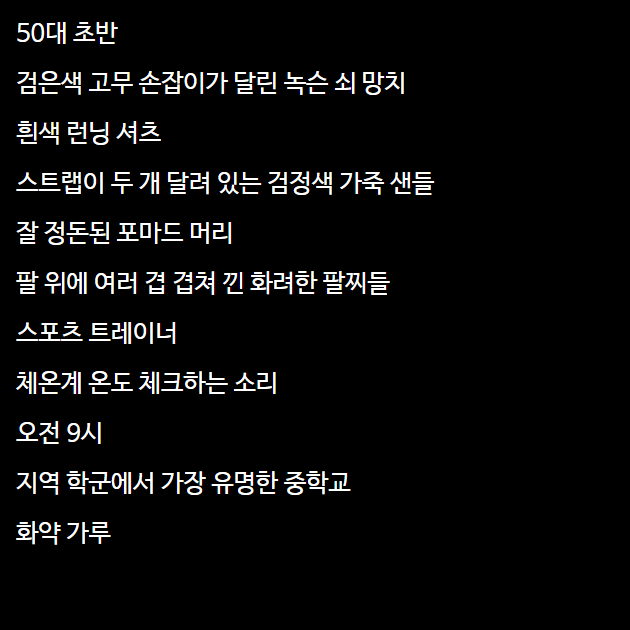 50대 초반
검은색 고무 손잡이가 달린 녹슨 쇠 망치
흰색 런닝 셔츠
스트랩이 두 개 달려 있는 검정색 가죽 샌들
잘 정돈된 포마드 머리
팔 위에 여러 겹 겹쳐 낀 화려한 팔찌들
스포츠 트레이너
체온계 온도 체크하는 소리
오전 9시
지역 학군에서 가장 유명한 중학교
화약 가루